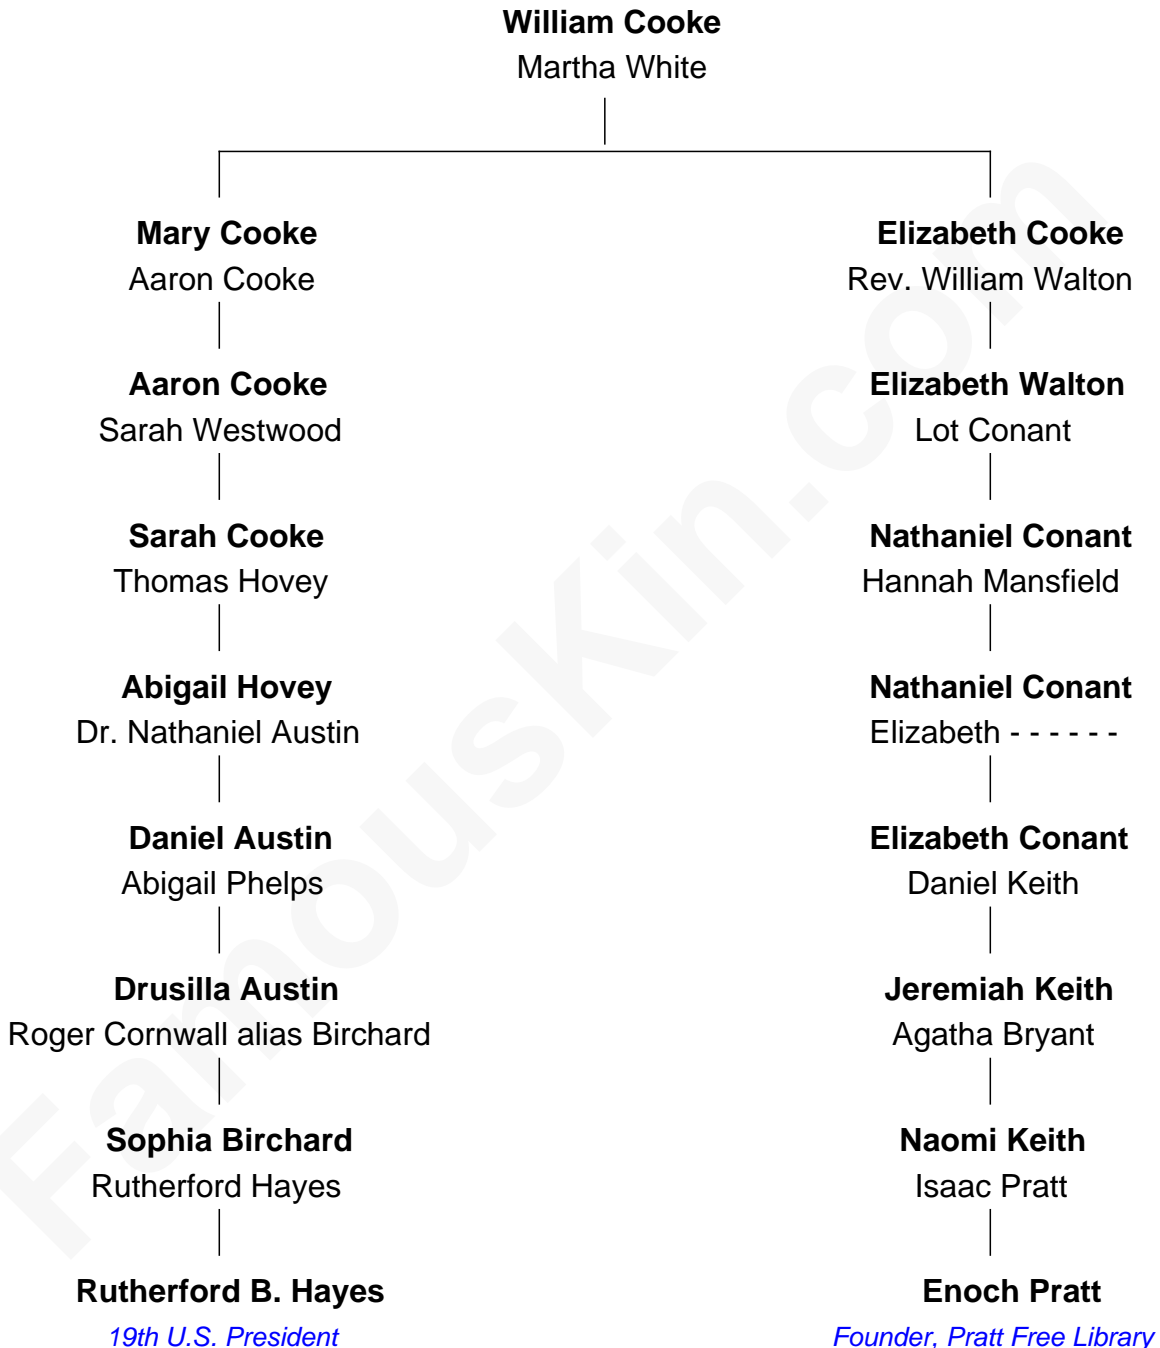 William Cooke
Martha White
Mary Cooke
Aaron Cooke
Elizabeth Cooke
Rev. William Walton
Aaron Cooke
Sarah Westwood
Elizabeth Walton
Lot Conant
Sarah Cooke
Thomas Hovey
Nathaniel Conant
Hannah Mansfield
Abigail Hovey
Dr. Nathaniel Austin
Nathaniel Conant
Elizabeth - - - - - -
Daniel Austin
Abigail Phelps
Elizabeth Conant
Daniel Keith
Drusilla Austin
Roger Cornwall alias Birchard
Jeremiah Keith
Agatha Bryant
Sophia Birchard
Rutherford Hayes
Naomi Keith
Isaac Pratt
Rutherford B. Hayes
19th U.S. President
Enoch Pratt
Founder, Pratt Free Library
FamousKin.com